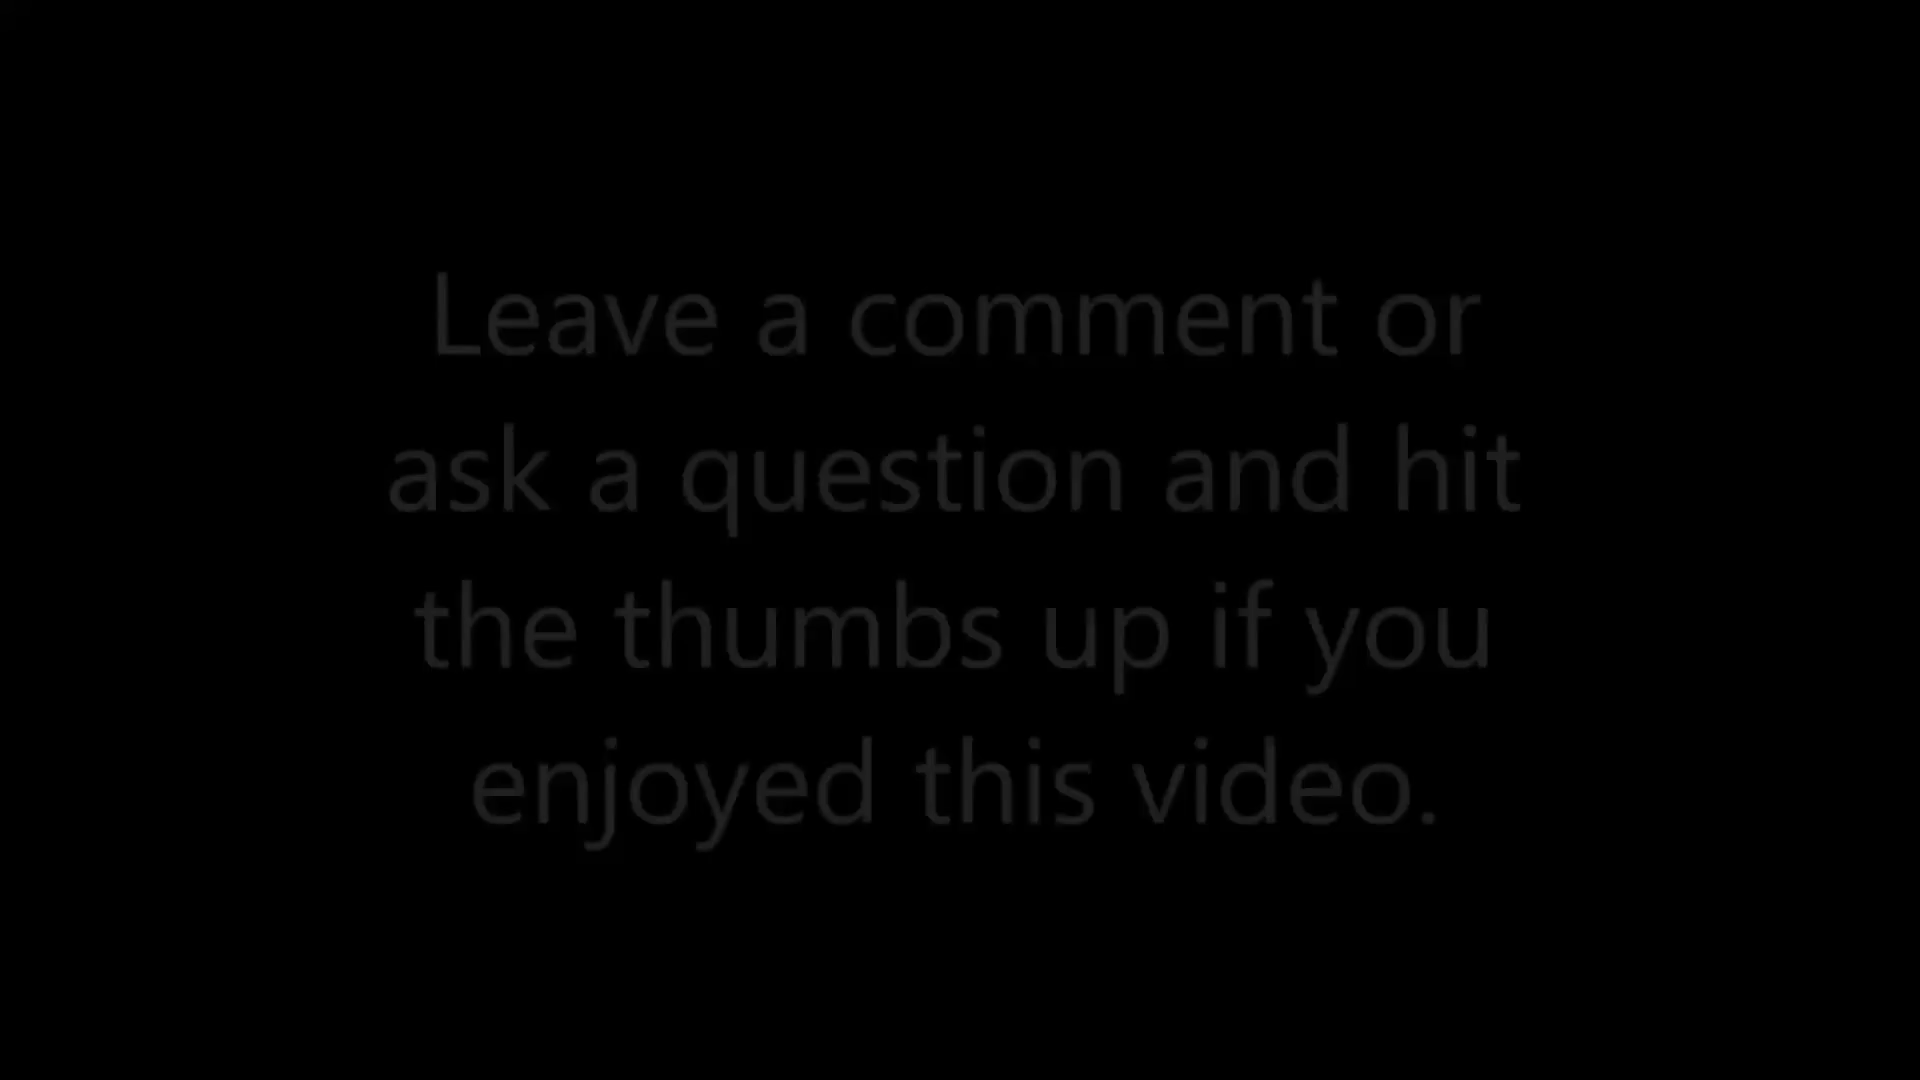 Leave a comment or
ask a question and hit
the thumbs up if you
enjoyed this video.